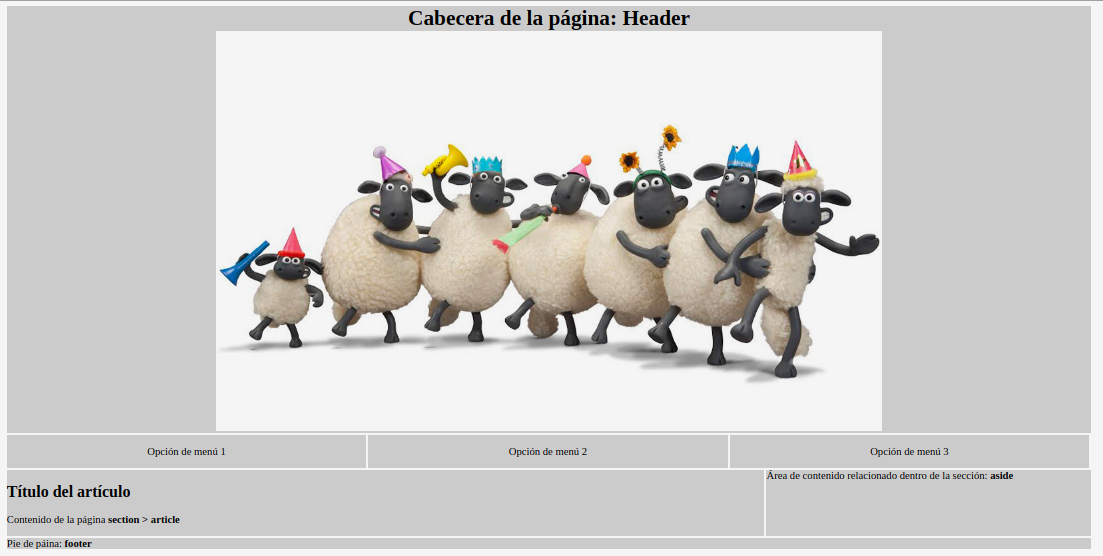 Cabecera de la página: Header
Opción de menú 1
Opción de menú 2
Opción de menú 3
Título del artículo
Contenido de la página section > article
Área de contenido relacionado dentro de la sección: aside
Pie de páina: footer